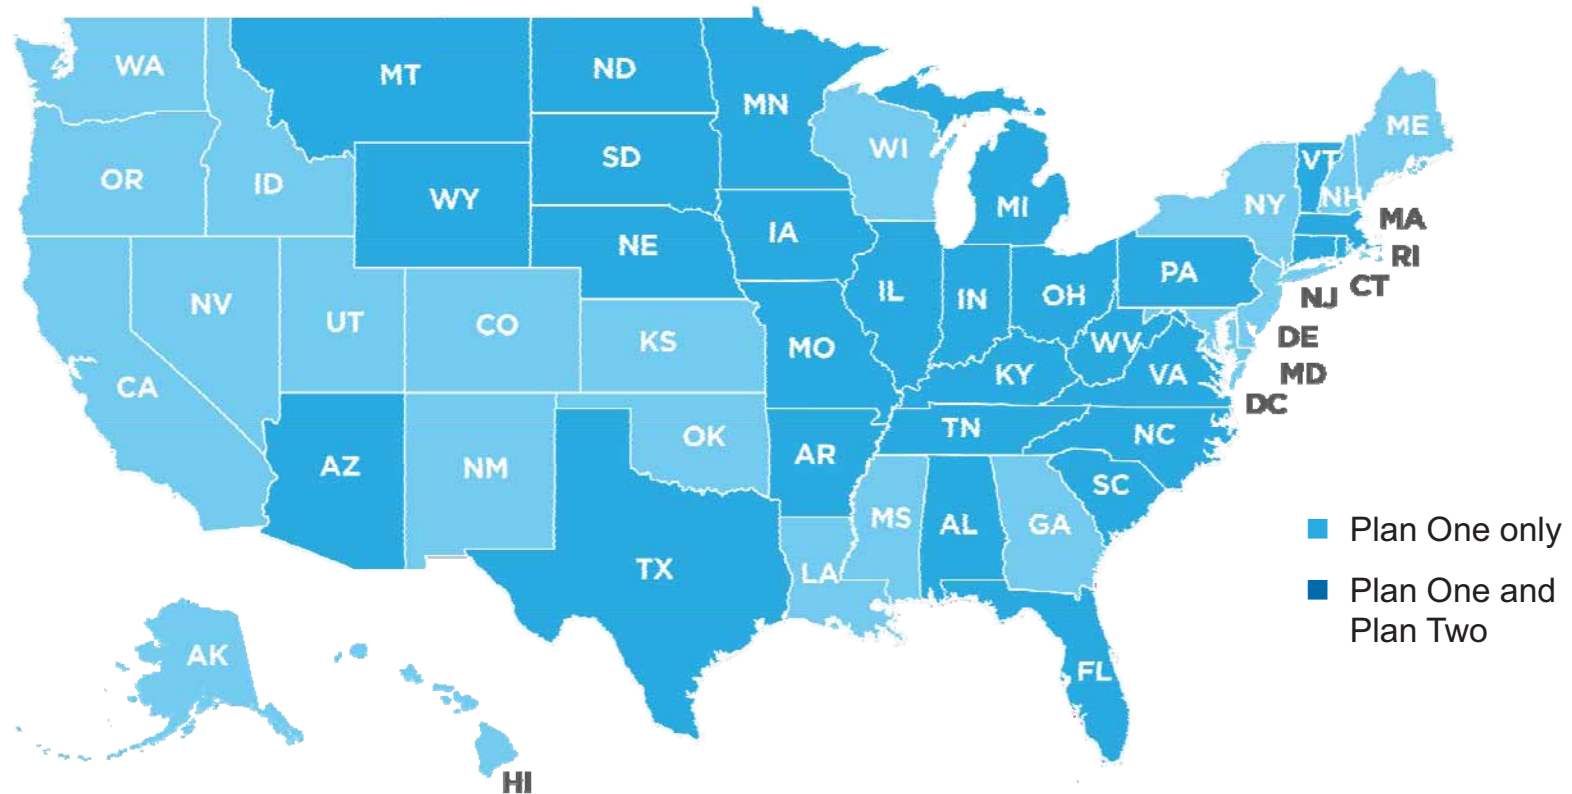 WA
MT
ND
MN
ME
SD
WI
VT
OR
ID
WY
MI
NY
NH
MA
NE
IA
RI
PA
NV
IL
IN
OH
CT
NJ
UT
CO
KS
MO
WV
DE
CA
KY
VA
MD
DC
AZ
NM
OK
AR
TN
NC
SC
MS
AL
GA
TX
LA
AK
FL
HI
Plan One only
Plan One and
Plan Two